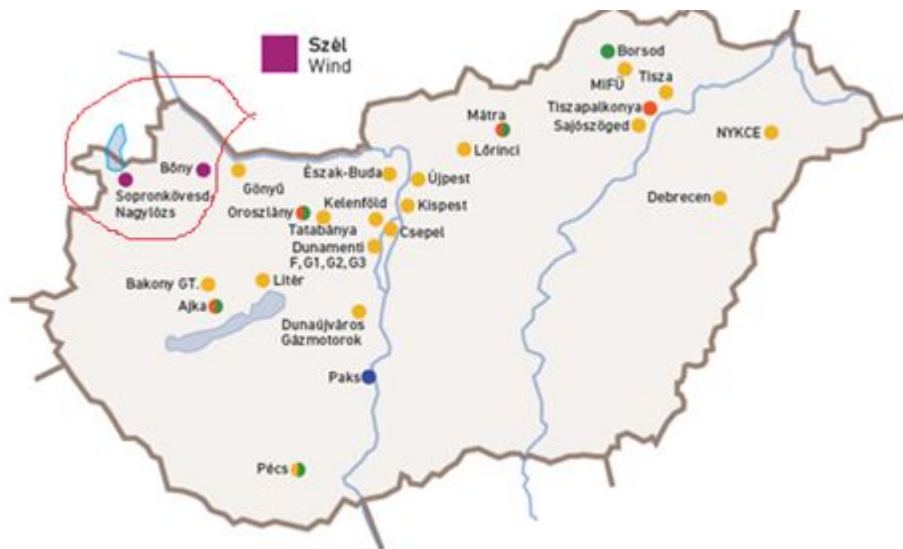 Szél
Wind
Borsod
MIFÜ
Tisza
Mátra
Tiszapalkonya
Sajószöged
NYKCE
Lőrinci
Bőny
Sopronkövesd
Nagylózs
Gönyű
Észak-Buda
Újpest
Debrecen
Oroszlány
Kelenföld
Kispest
Tatabánya
Csepel
Dunamenti
F, G1, G2, G3
Bakony GT.
Litér
Ajka
Dunaújváros
Gázmotorok
Paks
Pécs